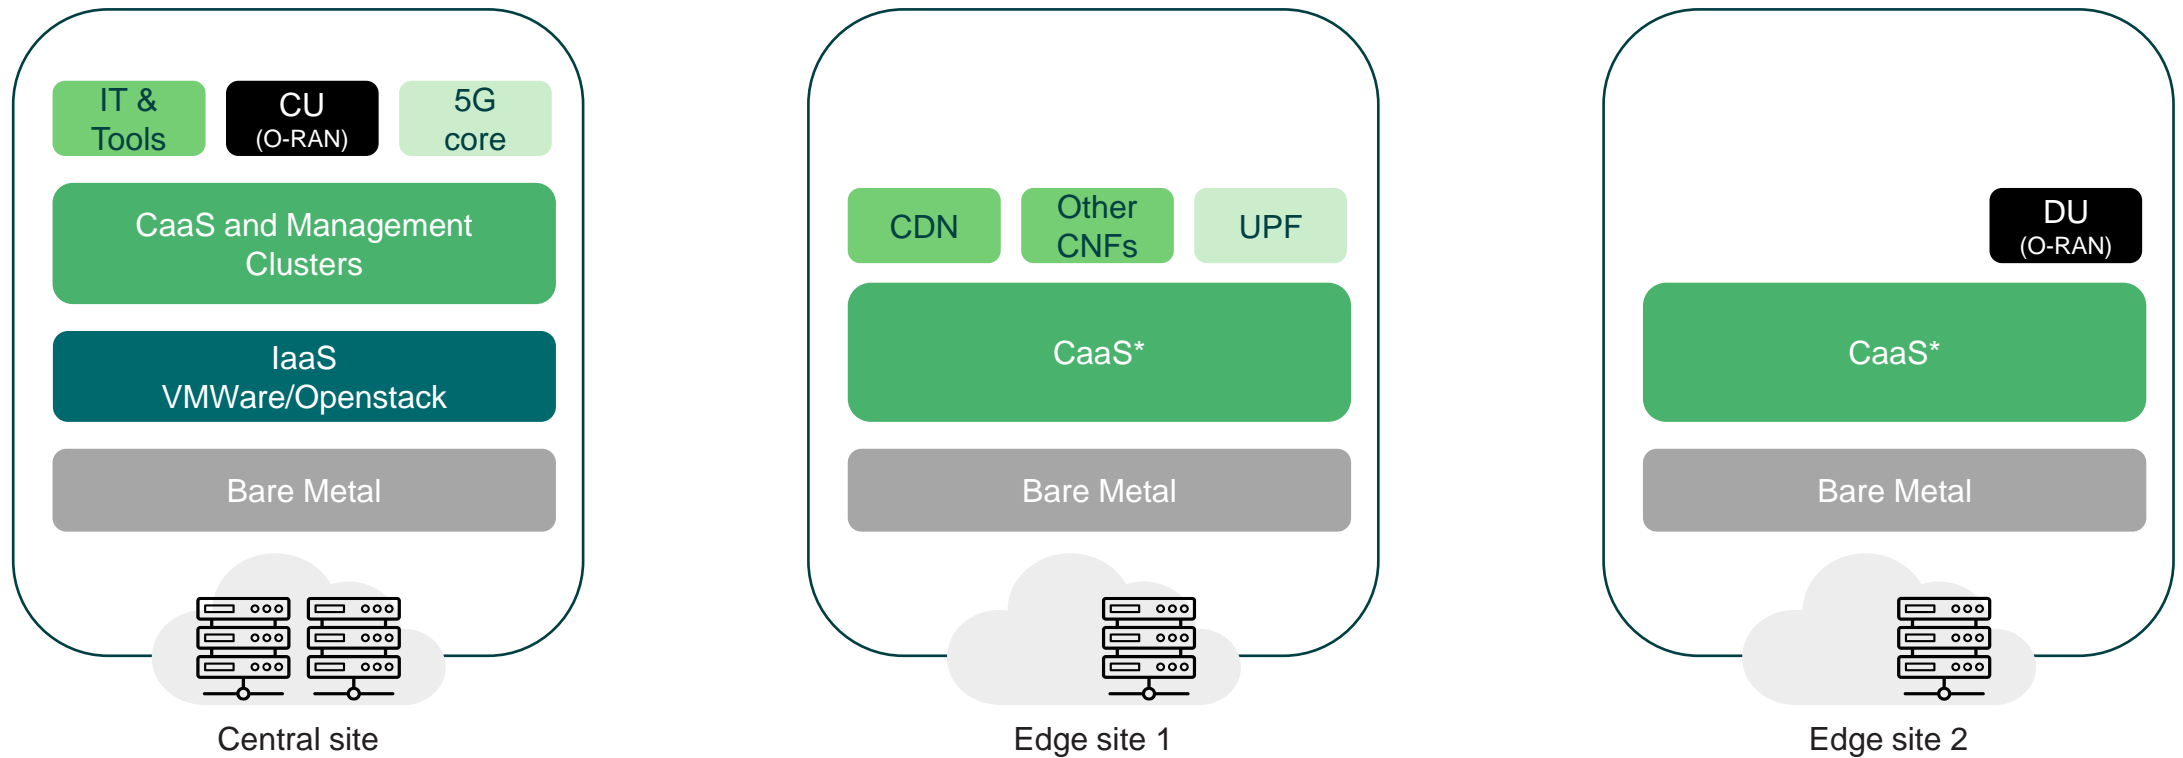 IT &
Tools
CU
(O-RAN)
5G
core
CaaS and Management
Clusters
IaaS
VMWare/Openstack
Bare Metal
Central site
CDN
Other
CNFs
UPF
CaaS*
Bare Metal
Edge site 1
DU
(O-RAN)
CaaS*
Bare Metal
Edge site 2